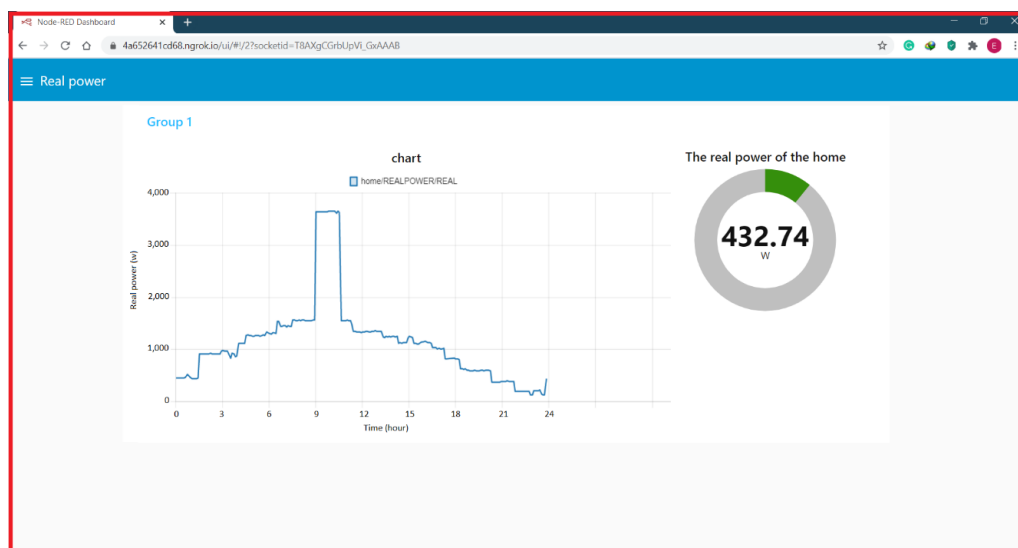 Node-RED Dashboard
4a652641cd68.ngrok.io/ui/#!/2?socketid=T8AXgCGrbUpVi_GxAAAB
E
Real power
Group 1
chart
home/REALPOWER/REAL
4,000
3,000
2,000
1,000
0
Real power (w)
0 3 6 9 12 15 18 21 24
Time (hour)
The real power of the home
432.74
W